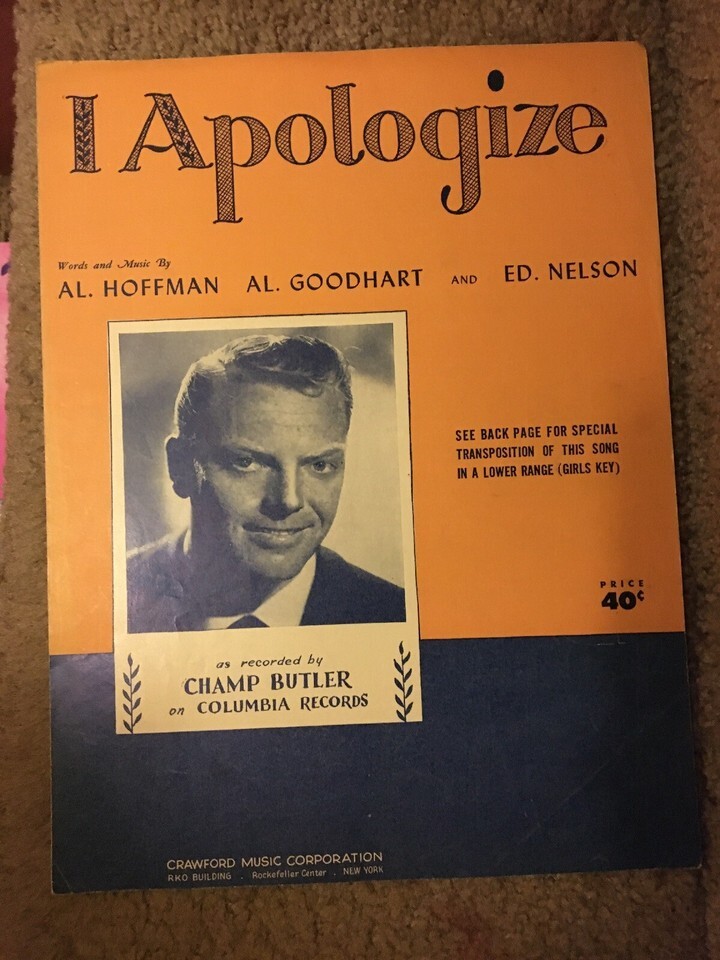 I Apologize
Words and Music By
AL. HOFFMAN AL. GOODHART AND ED. NELSON
SEE BACK PAGE FOR SPECIAL
TRANSPOSITION OF THIS SONG
IN A LOWER RANGE (GIRLS KEY)
PRICE
40¢
as recorded by
CHAMP BUTLER
on COLUMBIA RECORDS
CRAWFORD MUSIC CORPORATION
RKO BUILDING . Rockefeller Center . NEW YORK